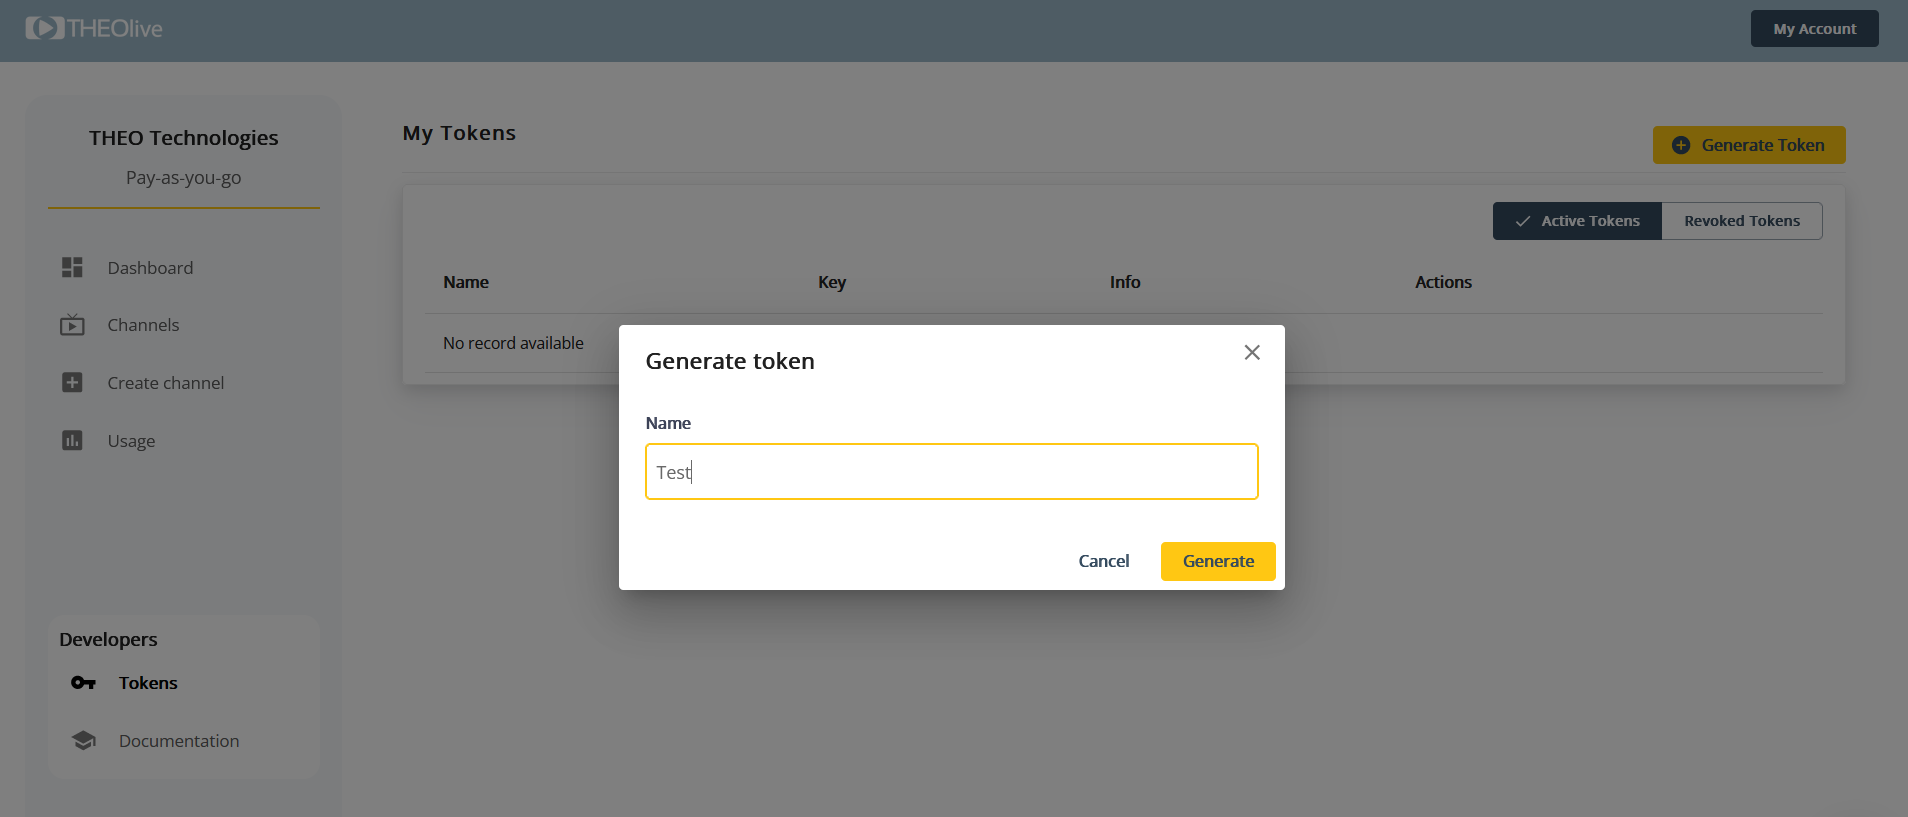 THEOlive
My Account
THEO Technologies
Pay-as-you-go
Dashboard
Channels
Create channel
Usage
Developers
Tokens
Documentation
My Tokens
Generate Token
Active Tokens
Revoked Tokens
Name Key Info Actions
No record available
Generate token
Name
Test
Cancel
Generate